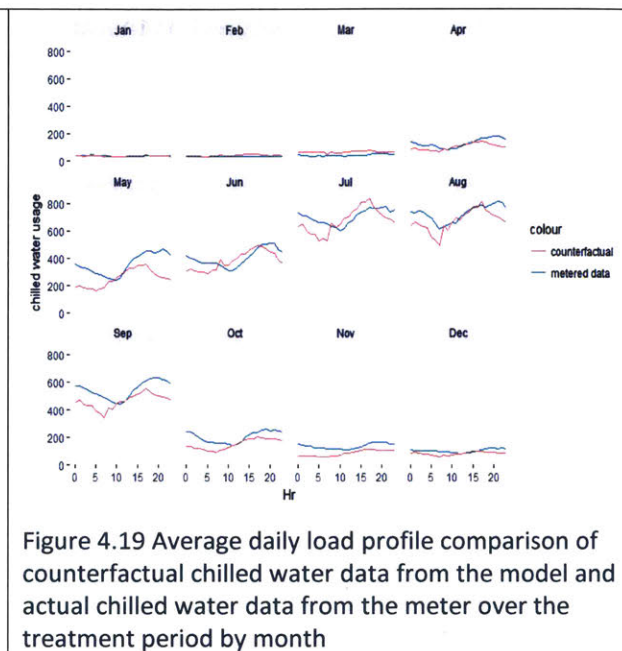 Jan Feb Mar Apr
800
600
400
200
0
May Jun Jul Aug
800
600
400
200
0
chilled water usage
colour
counterfactual
metered data
Sep Oct Nov Dec
800
600
400
200
0
0 5 10 15 20 0 5 10 15 20 0 5 10 15 20 0 5 10 15 20
Hr
Figure 4.19 Average daily load profile comparison of
counterfactual chilled water data from the model and
actual chilled water data from the meter over the
treatment period by month